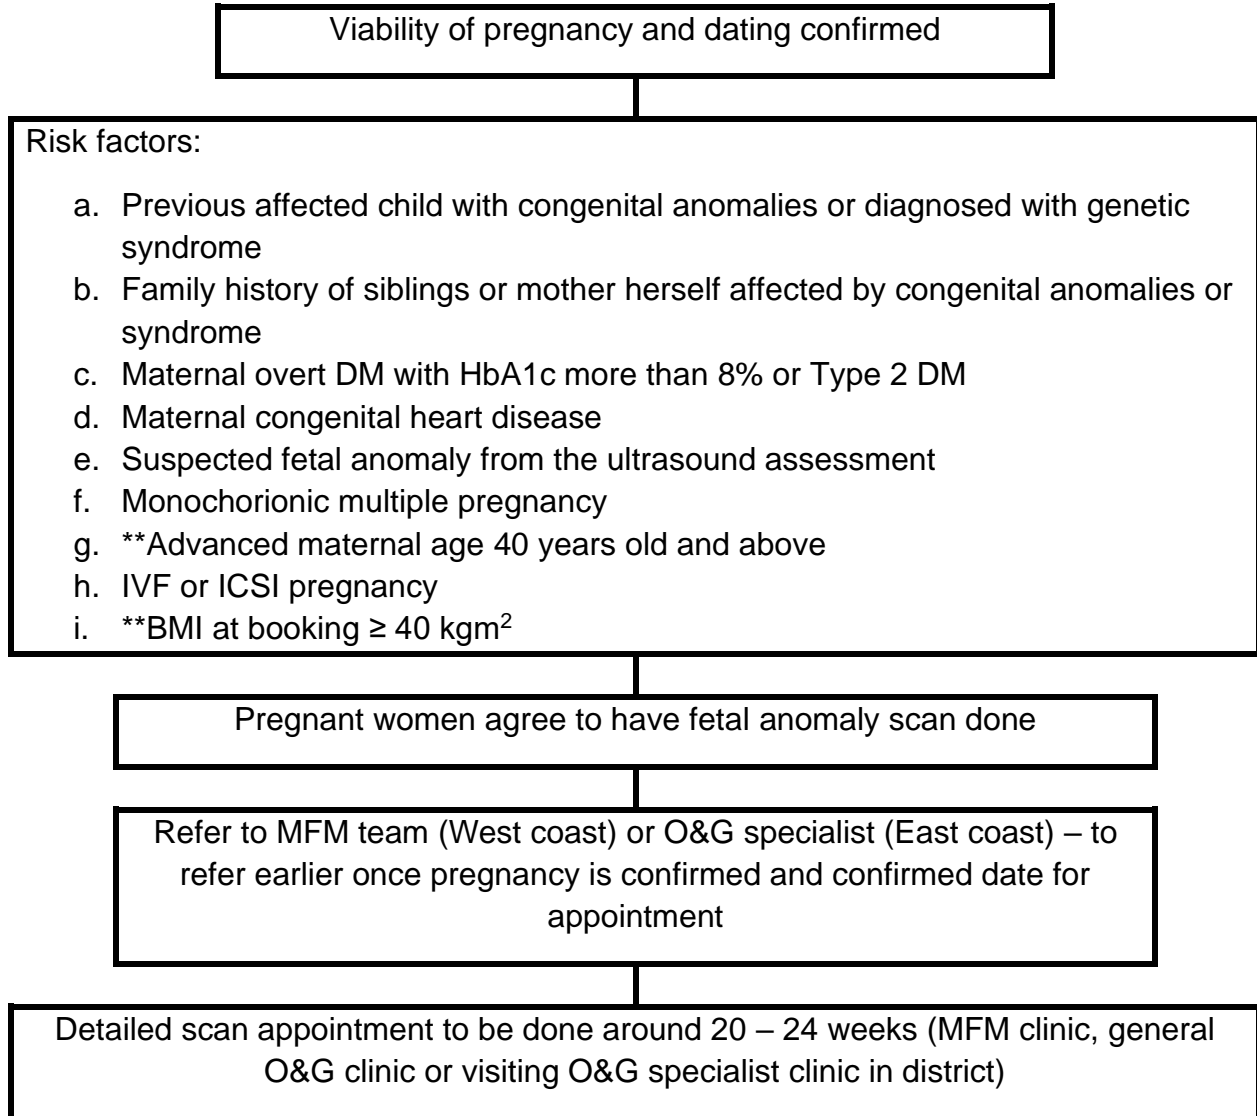 Viability of pregnancy and dating confirmed
Risk factors:
a. Previous affected child with congenital anomalies or diagnosed with genetic
syndrome
b. Family history of siblings or mother herself affected by congenital anomalies or
syndrome
c. Maternal overt DM with HbA1c more than 8% or Type 2 DM
d. Maternal congenital heart disease
e. Suspected fetal anomaly from the ultrasound assessment
f. Monochorionic multiple pregnancy
g. **Advanced maternal age 40 years old and above
h. IVF or ICSI pregnancy
i. **BMI at booking ≥ 40 kgm²
Pregnant women agree to have fetal anomaly scan done
Refer to MFM team (West coast) or O&G specialist (East coast) – to
refer earlier once pregnancy is confirmed and confirmed date for
appointment
Detailed scan appointment to be done around 20 – 24 weeks (MFM clinic, general
O&G clinic or visiting O&G specialist clinic in district)